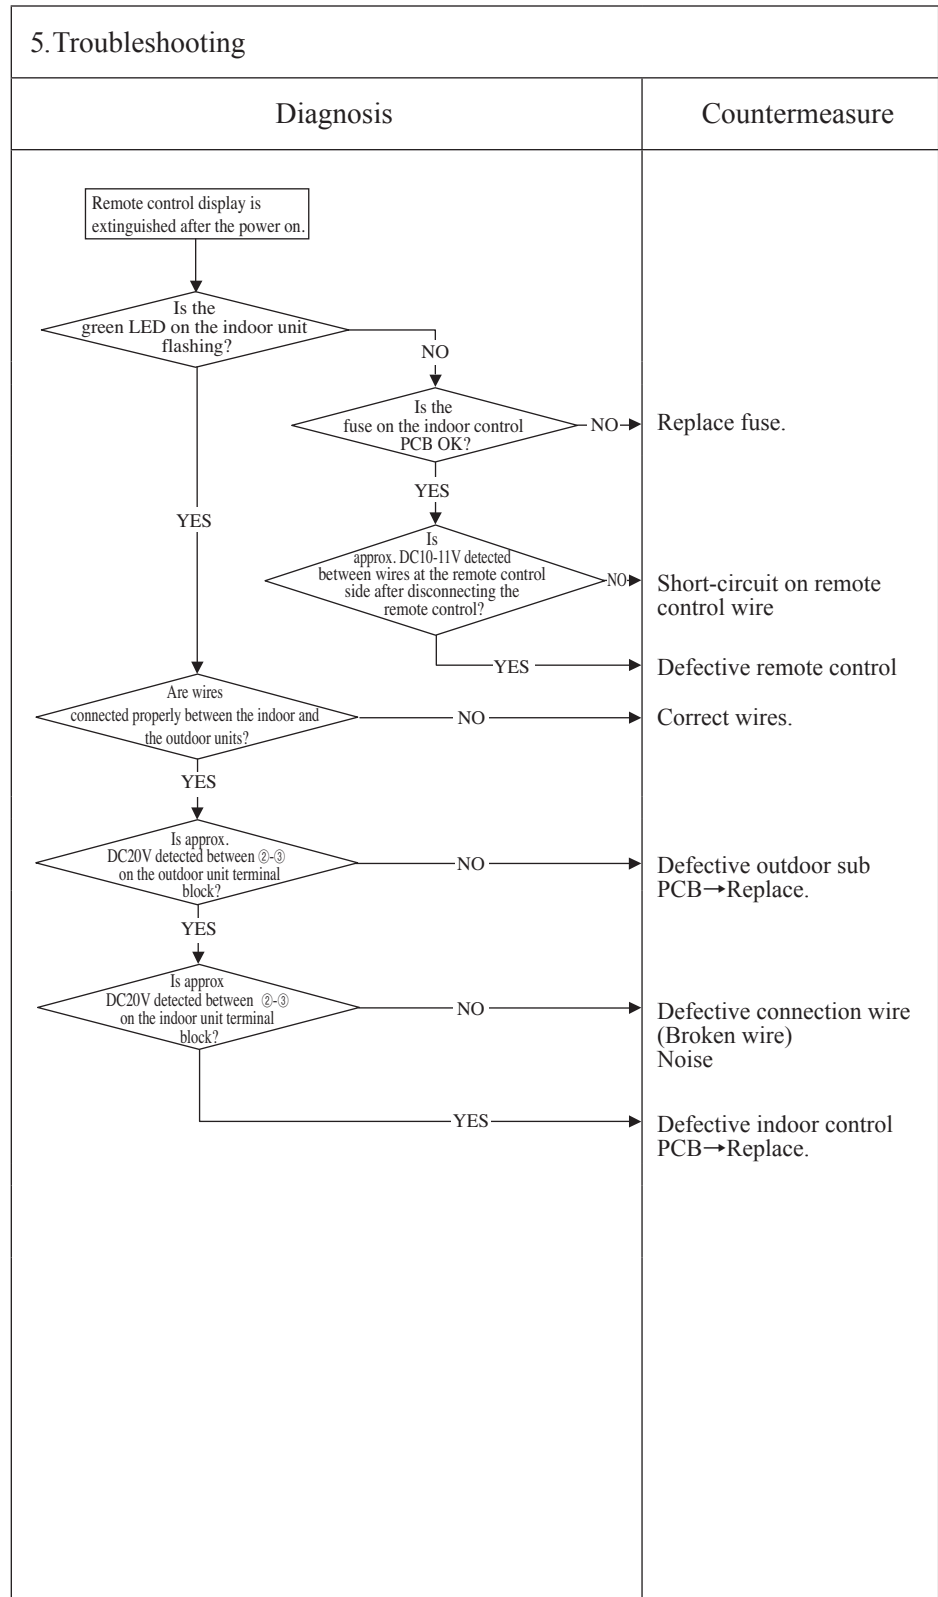 5.Troubleshooting
Diagnosis
Countermeasure
Remote control display is
extinguished after the power on.
Is the
green LED on the indoor unit
flashing?
NO
Is the
fuse on the indoor control
PCB OK?
NO
Replace fuse.
YES
YES
Is
approx. DC10-11V detected
between wires at the remote control
side after disconnecting the
remote control?
NO
Short-circuit on remote
control wire
YES
Defective remote control
Are wires
connected properly between the indoor and
the outdoor units?
NO
Correct wires.
YES
Is approx.
DC20V detected between ②-③
on the outdoor unit terminal
block?
NO
Defective outdoor sub
PCB→Replace.
YES
Is approx
DC20V detected between ②-③
on the indoor unit terminal
block?
NO
Defective connection wire
(Broken wire)
Noise
YES
Defective indoor control
PCB→Replace.